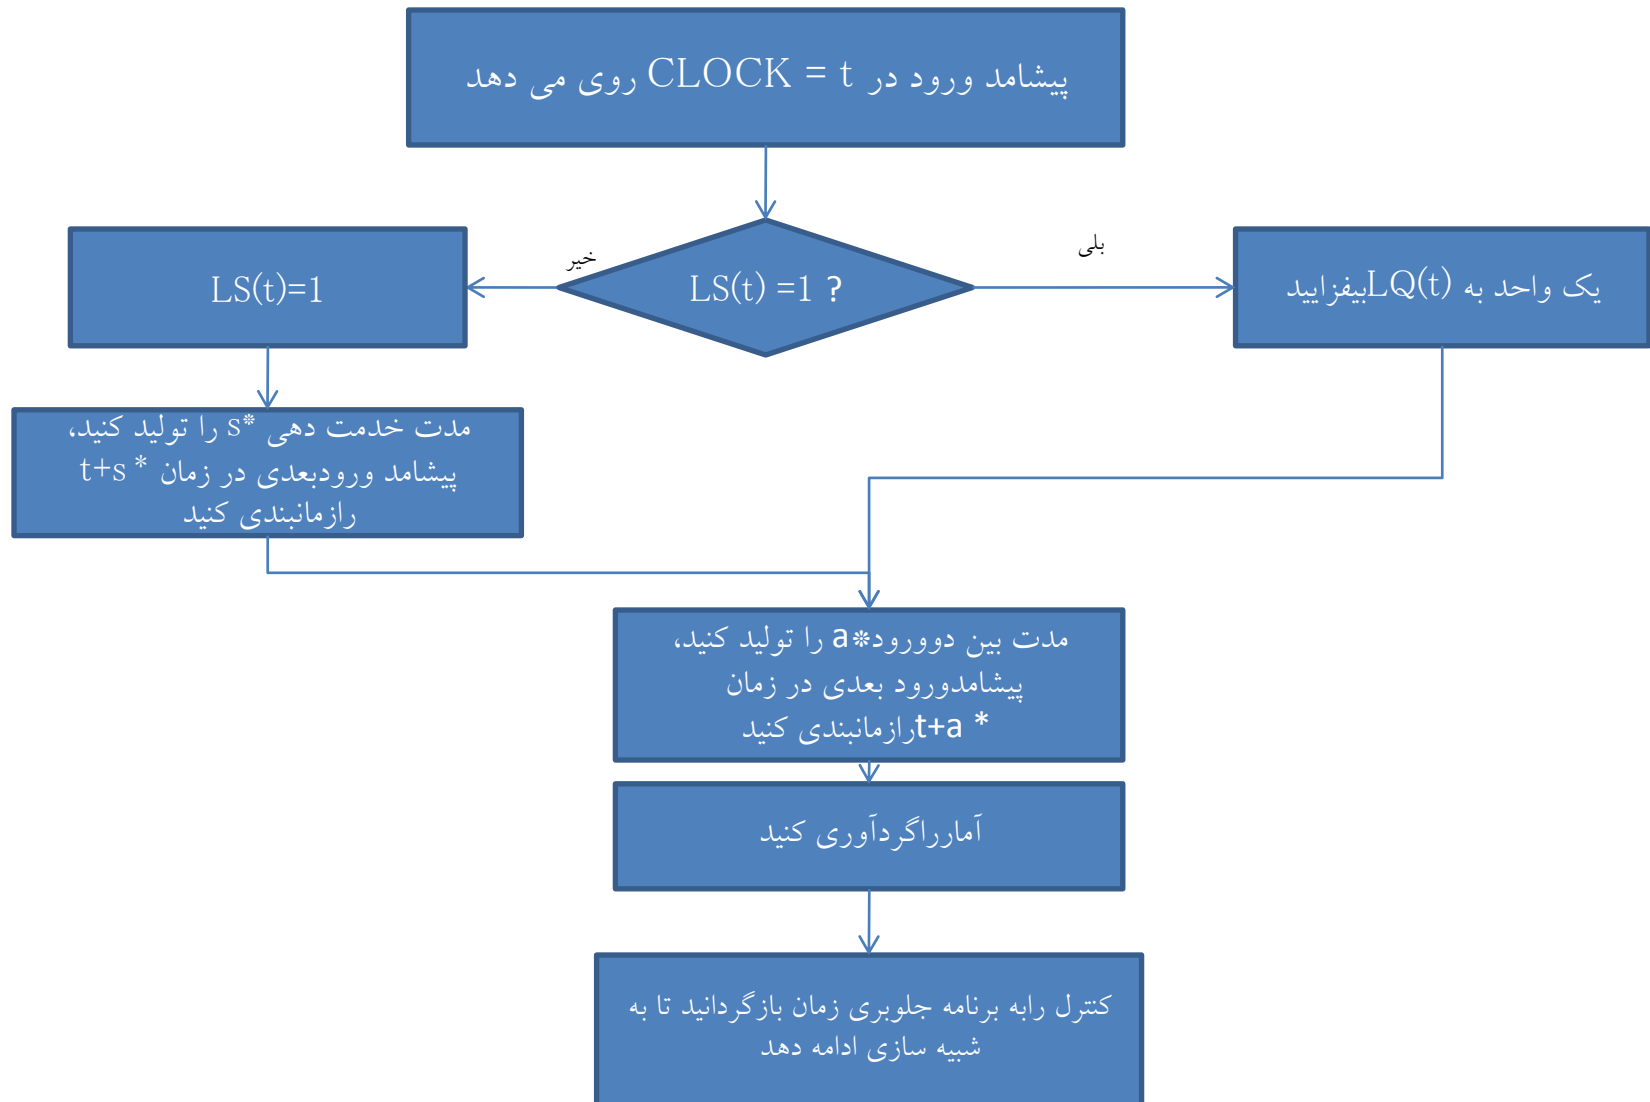 پیشامد ورود در CLOCK = t روی می دهد
بلی
خیر
LS(t) =1 ?
LS(t)=1
یک واحد به LQ(t)بیفزایید
مدت خدمت دهی s* را تولید کنید،
پیشامد ورودبعدی در زمان t+s *
رازمانبندی کنید
مدت بین دوورود*a را تولید کنید،
پیشامدورود بعدی در زمان
t+a *رازمانبندی کنید
آماررا‌گردآوری کنید
کنترل رابه برنامه جلوبری زمان بازگردانید تا به
شبیه سازی ادامه دهد